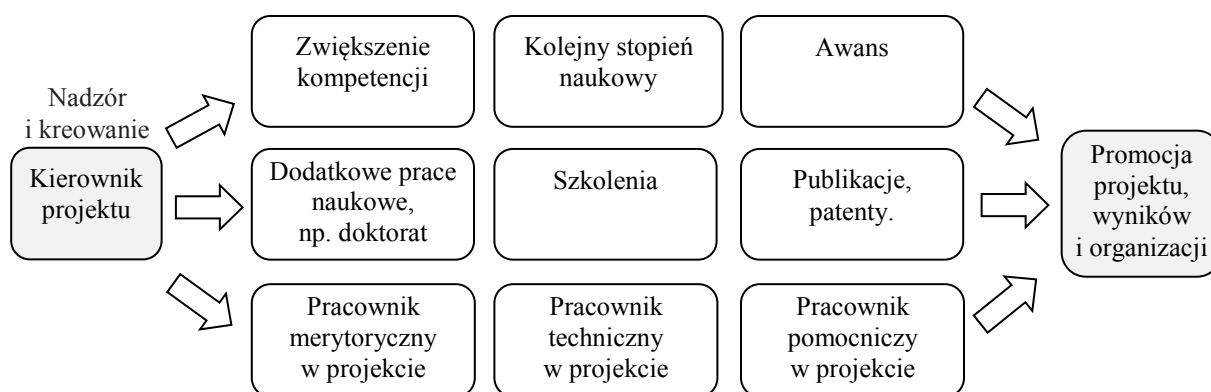 Nadzór
i kreowanie
Kierownik
projektu
Zwiększenie
kompetencji
Kolejny stopień
naukowy
Awans
Dodatkowe prace
naukowe,
np. doktorat
Szkolenia
Publikacje,
patenty.
Pracownik
merytoryczny
w projekcie
Pracownik
techniczny
w projekcie
Pracownik
pomocniczy
w projekcie
Promocja
projektu,
wyników
i organizacji